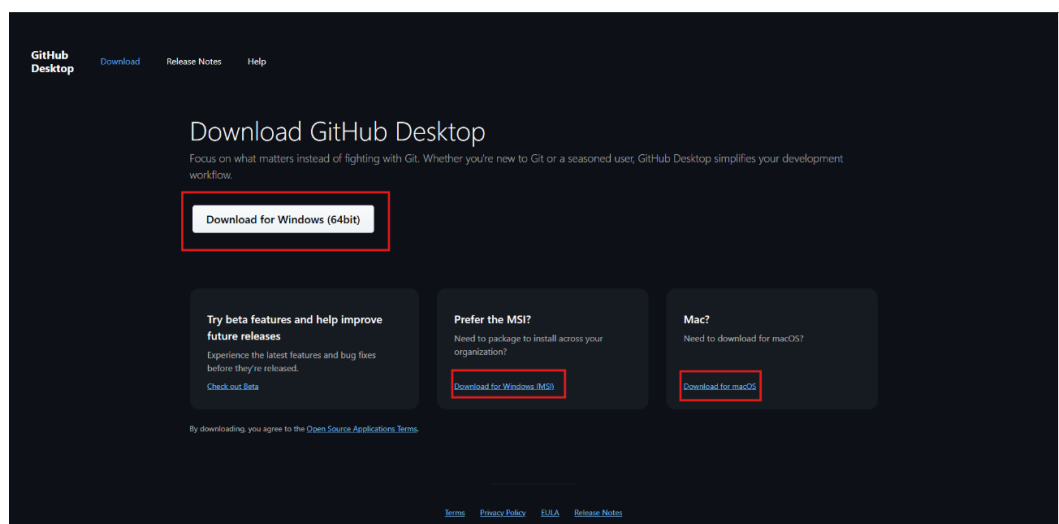 GitHub
Desktop
Download
Release Notes
Help
Download GitHub Desktop
Focus on what matters instead of fighting with Git. Whether you're new to Git or a seasoned user, GitHub Desktop simplifies your development
workflow.
Download for Windows (64bit)
Try beta features and help improve
future releases
Experience the latest features and bug fixes
before they're released.
Check out Beta
Prefer the MSI?
Need to package to install across your
organization?
Download for Windows (MSI)
Mac?
Need to download for macOS?
Download for macOS
By downloading, you agree to the Open Source Applications Terms.
Terms
Privacy Policy
EULA
Release Notes